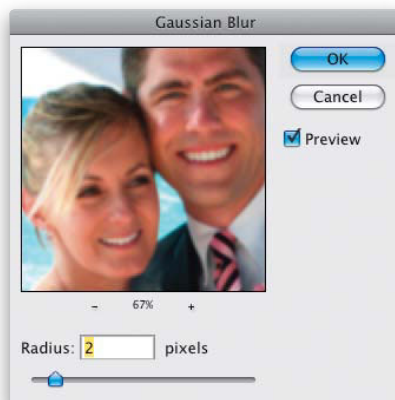 Gaussian Blur
OK
Cancel
Preview
- 67% +
Radius: 2 pixels